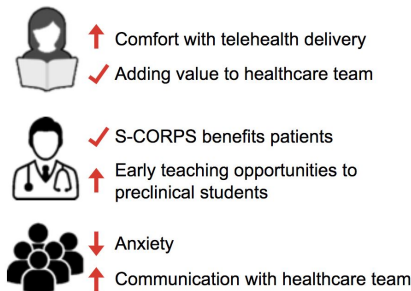 Comfort with telehealth delivery
Adding value to healthcare team
S-CORPS benefits patients
Early teaching opportunities to
preclinical students
Anxiety
Communication with healthcare team